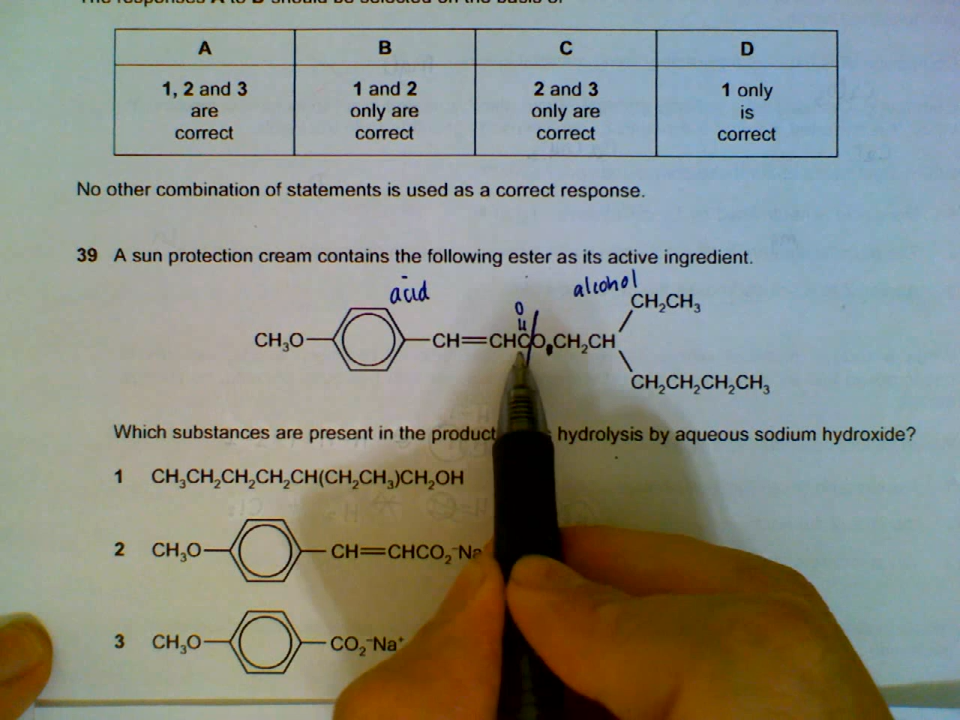 A B C D
1, 2 and 3 are correct
1 and 2 only are correct
2 and 3 only are correct
1 only is correct
No other combination of statements is used as a correct response.
39 A sun protection cream contains the following ester as its active ingredient.
acid alcohol
O
CH₂CH₃
CH₃O CH=CHCO₂CH₂CH
CH₂CH₂CH₂CH₃
Which substances are present in the product hydrolysis by aqueous sodium hydroxide?
1 CH₃CH₂CH₂CH₂CH(CH₂CH₃)CH₂OH
2 CH₃O CH=CHCO₂⁻Na
3 CH₃O CO₂⁻Na⁺